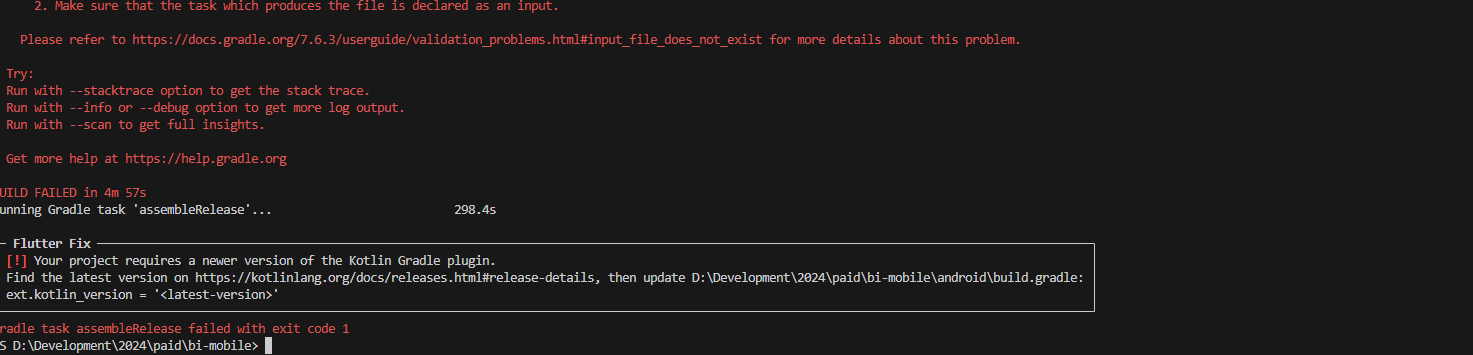 2. Make sure that the task which produces the file is declared as an input.
Please refer to https://docs.gradle.org/7.6.3/userguide/validation_problems.html#input_file_does_not_exist for more details about this problem.
Try:
Run with --stacktrace option to get the stack trace.
Run with --info or --debug option to get more log output.
Run with --scan to get full insights.
Get more help at https://help.gradle.org
UILD FAILED in 4m 57s
unning Gradle task 'assembleRelease'... 298.4s
Flutter Fix
[!] Your project requires a newer version of the Kotlin Gradle plugin.
Find the latest version on https://kotlinlang.org/docs/releases.html#release-details, then update D:\Development\2024\paid\bi-mobile\android\build.gradle:
ext.kotlin_version = '<latest-version>'
radle task assembleRelease failed with exit code 1
S D:\Development\2024\paid\bi-mobile>